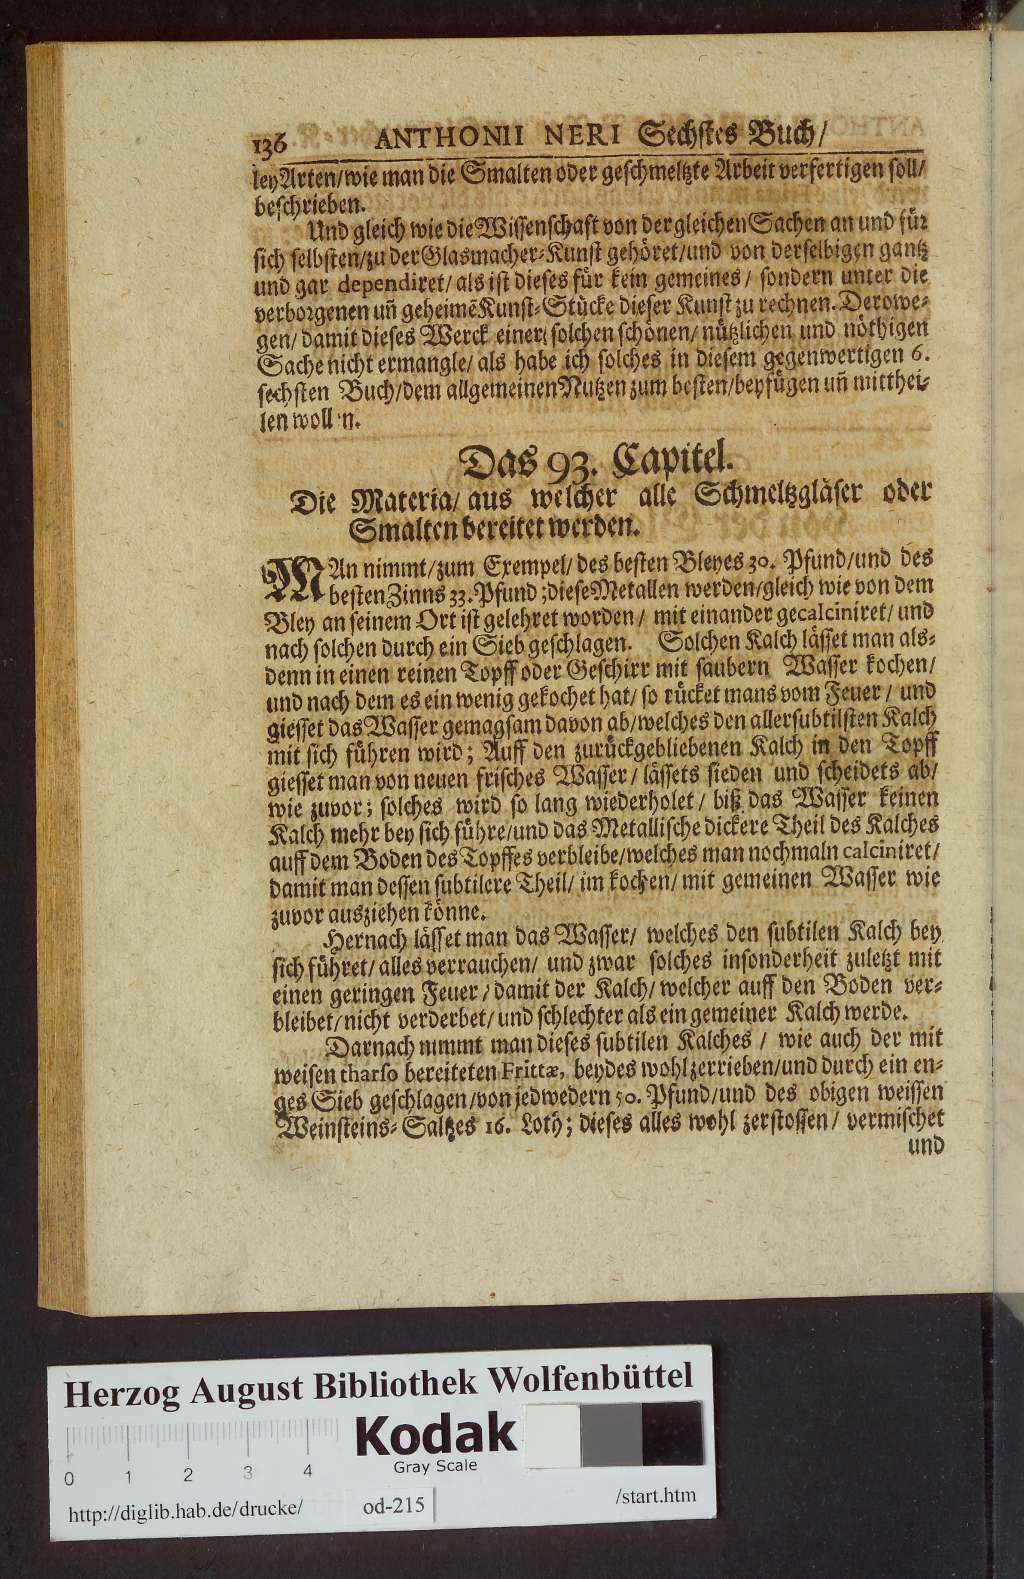 136 ANTHONII NERI Sechstes Buch/
ley Arten/wie man die Smalten oder geschmeltzte Arbeit verfertigen soll/
beschrieben.
Und gleich wie die Wissenschaft von dergleichen Sachen an und für
sich selbsten/zu der Glasmacher-Kunst gehöret/und von derselbigen gantz
und gar dependiret/ als ist dieses für kein gemeines/ sondern unter die
verborgenen uñ geheimẽ Kunst-Stücke dieser Kunst zu rechnen. Derowe-
gen/ damit dieses Werck einer solchen schönen/ nützlichen und nöthigen
Sache nicht ermangle/ als habe ich solches in diesem gegenwertigen 6.
sechsten Buch/dem allgemeinen Nutzen zum besten/beyfügen uñ mitthei-
len woll n.
Das 93. Capitel.
Die Materia/ aus welcher alle Schmeltzgläser oder
Smalten bereitet werden.
MAn nimmt/zum Exempel/ des besten Bleyes 30. Pfund/und des
besten Zinns 33. Pfund; diese Metallen werden/gleich wie von dem
Bley an seinem Ort ist gelehret worden/ mit einander gecalciniret/ und
nach solchen durch ein Sieb geschlagen. Solchen Kalch lässet man als-
denn in einen reinen Topff oder Geschirr mit saubern Wasser kochen/
und nach dem es ein wenig gekochet hat/ so rücket mans vom Feuer/ und
giesset das Wasser gemagsam davon ab/welches den allersubtilsten Kalch
mit sich führen wird; Auff den zurückgebliebenen Kalch in den Topff
giesset man von neuen frisches Wasser/ lässets sieden und scheidets ab/
wie zuvor; solches wird so lang wiederholet/ biß das Wasser keinen
Kalch mehr bey sich führe/und das Metallische dickere Theil des Kalches
auff dem Boden des Topffes verbleibe/welches man nochmaln calciniret/
damit man dessen subtilere Theil/ im kochen/ mit gemeinen Wasser wie
zuvor ausziehen könne.
Hernach lässet man das Wasser/ welches den subtilen Kalch bey
sich führet/ alles verrauchen/ und zwar solches insonderheit zuletzt mit
einen geringen Feuer/ damit der Kalch/ welcher auff den Boden ver-
bleibet/ nicht verderbet/ und schlechter als ein gemeiner Kalch werde.
Darnach nimmt man dieses subtilen Kalches / wie auch der mit
weisen tharso bereiteten Frittæ, beydes wohl zerrieben/und durch ein en-
ges Sieb geschlagen/von jedwedern 50. Pfund/und des obigen weissen
Weinsteins-Saltzes 16. Loth; dieses alles wohl zerstossen/ vermischet
und
Herzog August Bibliothek Wolfenbüttel
Kodak
Gray Scale
0 1 2 3 4
http://diglib.hab.de/drucke/ od-215 /start.htm